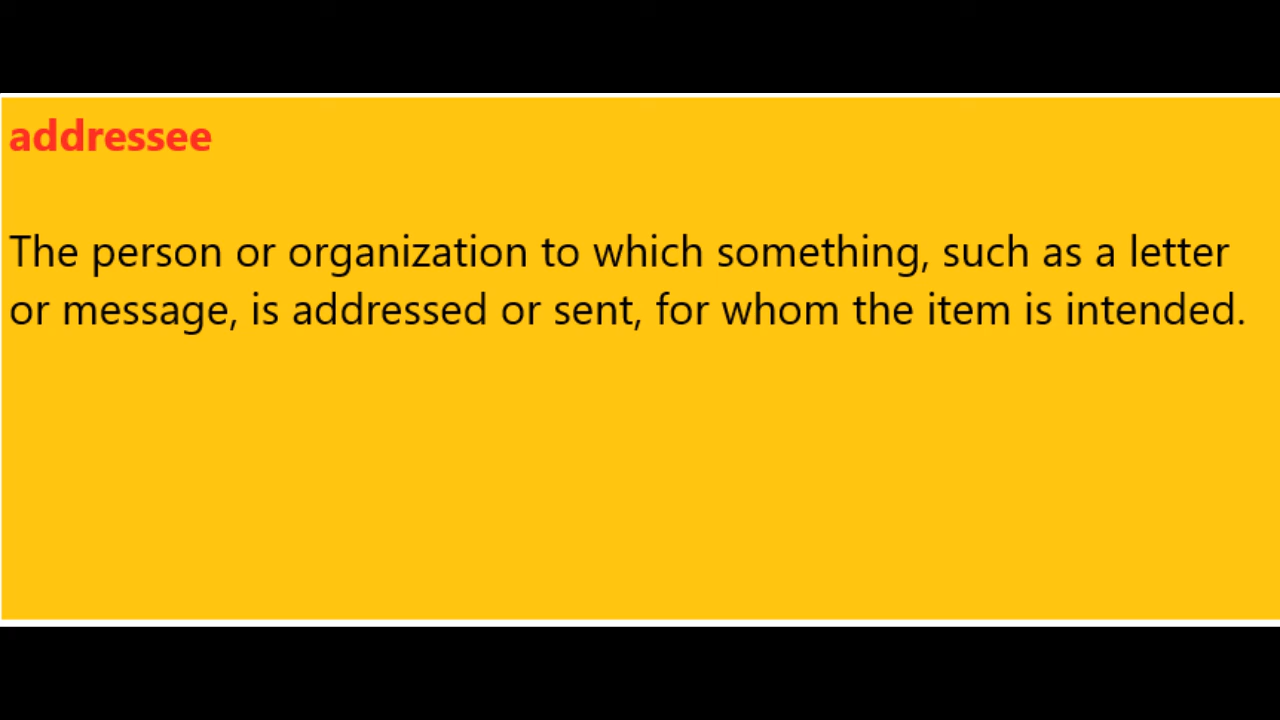 addressee
The person or organization to which something, such as a letter
or message, is addressed or sent, for whom the item is intended.